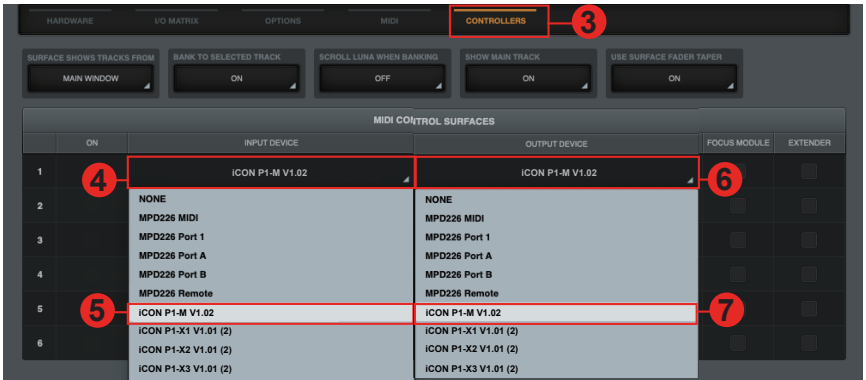 HARDWARE I/O MATRIX OPTIONS MIDI CONTROLLERS 3
SURFACE SHOWS TRACKS FROM BANK TO SELECTED TRACK SCROLL LUNA WHEN BANKING SHOW MAIN TRACK USE SURFACE FADER TAPER
MAIN WINDOW ON OFF ON ON
MIDI CONTROL SURFACES
ON INPUT DEVICE OUTPUT DEVICE FOCUS MODULE EXTENDER
1 4 iCON P1-M V1.02 iCON P1-M V1.02 6
NONE NONE
2 MPD226 MIDI MPD226 MIDI
3 MPD226 Port 1 MPD226 Port 1
MPD226 Port A MPD226 Port A
4 MPD226 Port B MPD226 Port B
MPD226 Remote MPD226 Remote
5 5 iCON P1-M V1.02 iCON P1-M V1.02 7
iCON P1-X1 V1.01 (2) iCON P1-X1 V1.01 (2)
6 iCON P1-X2 V1.01 (2) iCON P1-X2 V1.01 (2)
iCON P1-X3 V1.01 (2) iCON P1-X3 V1.01 (2)